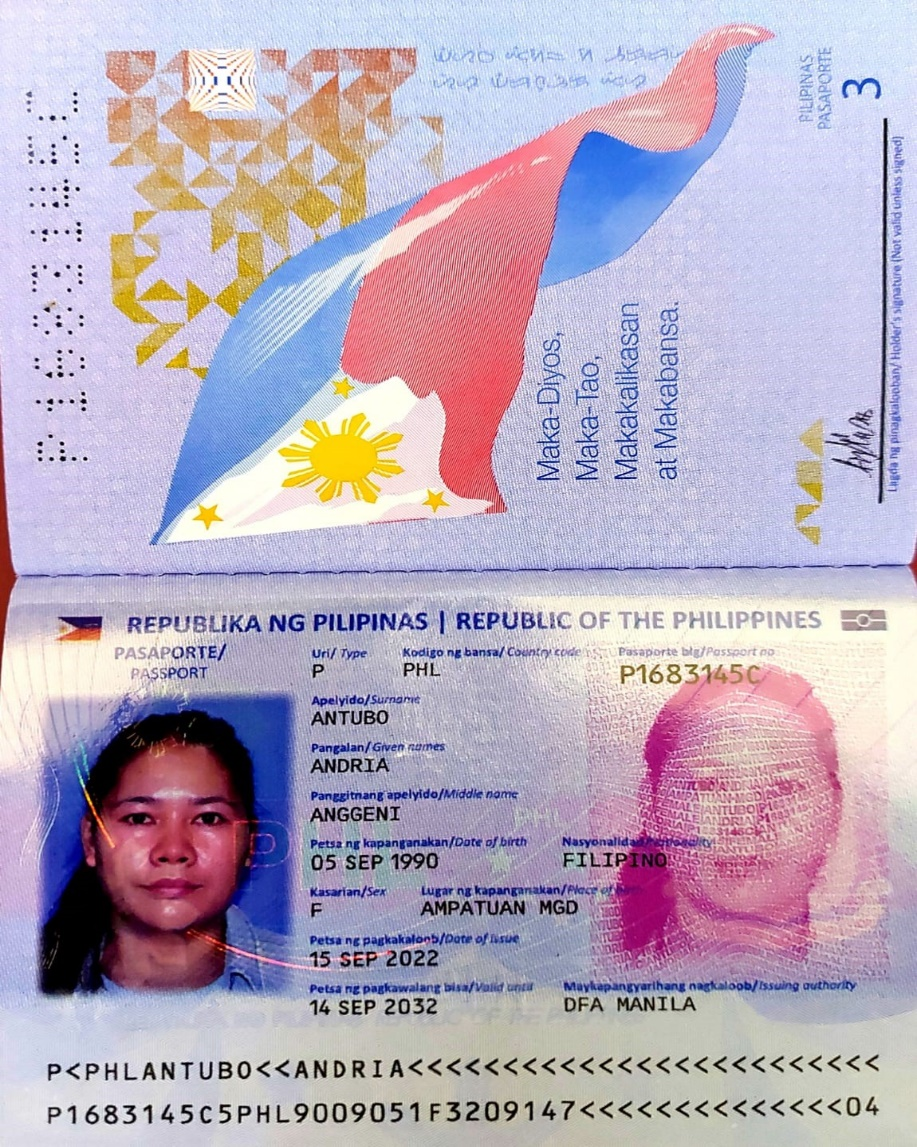 P1683145C
PILIPINAS
PASAPORTE
3
Maka-Diyos,
Maka-Tao,
Makakalikasan
at Makabansa.
Lagda ng pinagkalooban/ Holder's signature (Not valid unless signed)
REPUBLIKA NG PILIPINAS | REPUBLIC OF THE PHILIPPINES
PASAPORTE/
PASSPORT
Uri/ Type
Kodigo ng bansa/ Country code
Pasaporte blg/Passport no
P
PHL
P1683145C
Apelyido/Surname
ANTUBO
Pangalan/Given names
ANDRIA
Panggitnang apelyido/Middle name
ANGGENI
Petsa ng kapanganakan/Date of birth
Nasyonalidad/Nationality
05 SEP 1990
FILIPINO
Kasarian/Sex
Lugar ng kapanganakan/Place of
F
AMPATUAN MGD
Petsa ng pagkakaloob/Date of issue
15 SEP 2022
Petsa ng pagkawalang bisa/Valid until
Maykapangyarihang nagkaloob/Issuing authority
14 SEP 2032
DFA MANILA
P<PHLANTUBO<<ANDRIA<<<<<<<<<<<<<<<<<<<<<<<<<
P1683145C5PHL9009051F3209147<<<<<<<<<<<<<<04